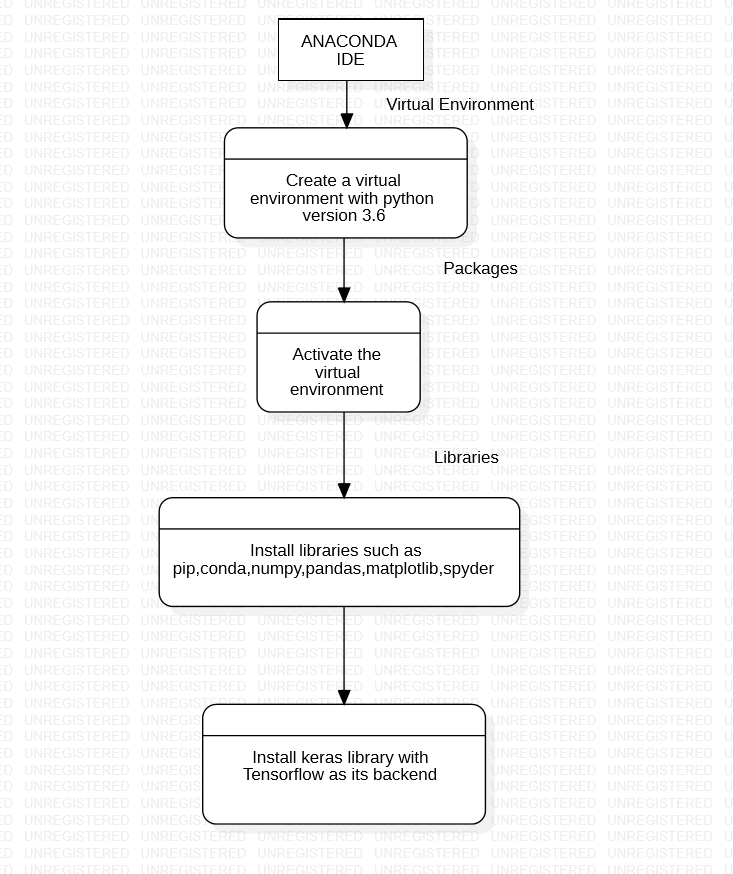 ANACONDA
IDE
Virtual Environment
Create a virtual
environment with python
version 3.6
Packages
Activate the
virtual
environment
Libraries
Install libraries such as
pip,conda,numpy,pandas,matplotlib,spyder
Install keras library with
Tensorflow as its backend
UNREGISTERED